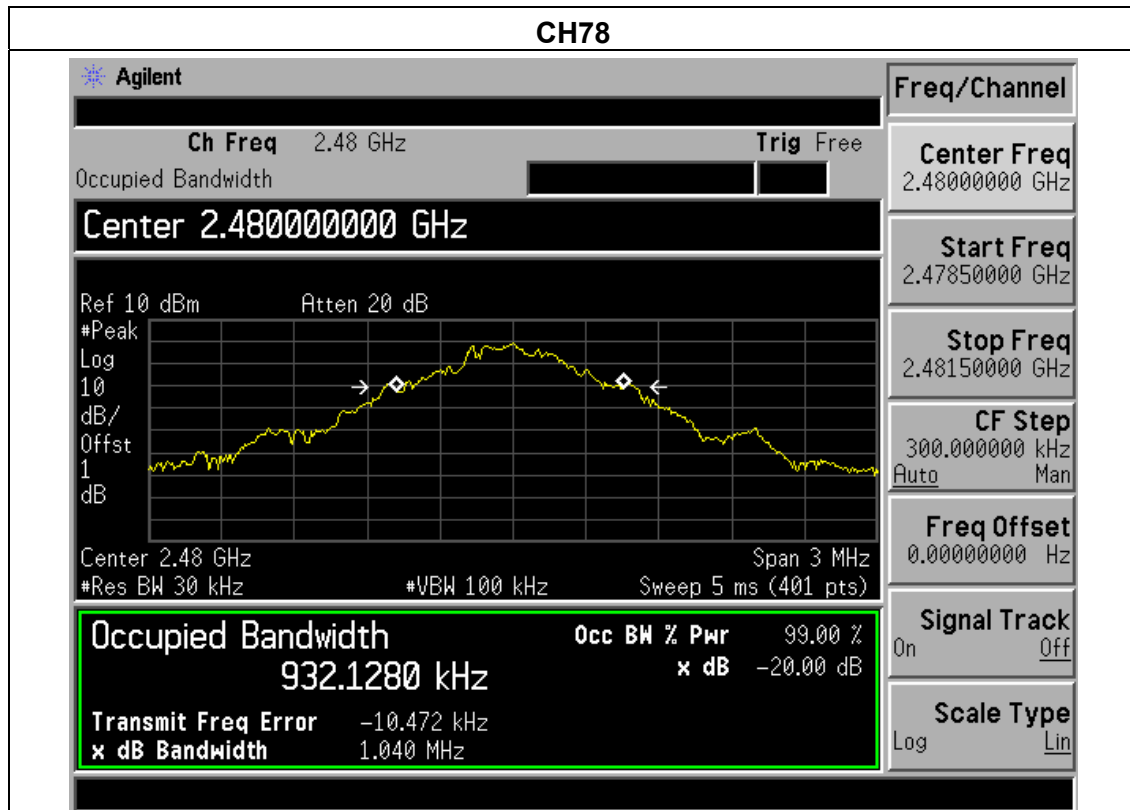 CH78
Agilent
Freq/Channel
Ch Freq 2.48 GHz Trig Free
Occupied Bandwidth
Center 2.480000000 GHz
Ref 10 dBm Atten 20 dB
#Peak
Log
10
dB/
Offst
1
dB
Center 2.48 GHz Span 3 MHz
#Res BW 30 kHz #VBW 100 kHz Sweep 5 ms (401 pts)
Occupied Bandwidth
932.1280 kHz
Occ BW % Pwr 99.00 %
x dB -20.00 dB
Transmit Freq Error -10.472 kHz
x dB Bandwidth 1.040 MHz
Center Freq
2.48000000 GHz
Start Freq
2.47850000 GHz
Stop Freq
2.48150000 GHz
CF Step
300.000000 kHz
Auto Man
Freq Offset
0.00000000 Hz
Signal Track
On Off
Scale Type
Log Lin